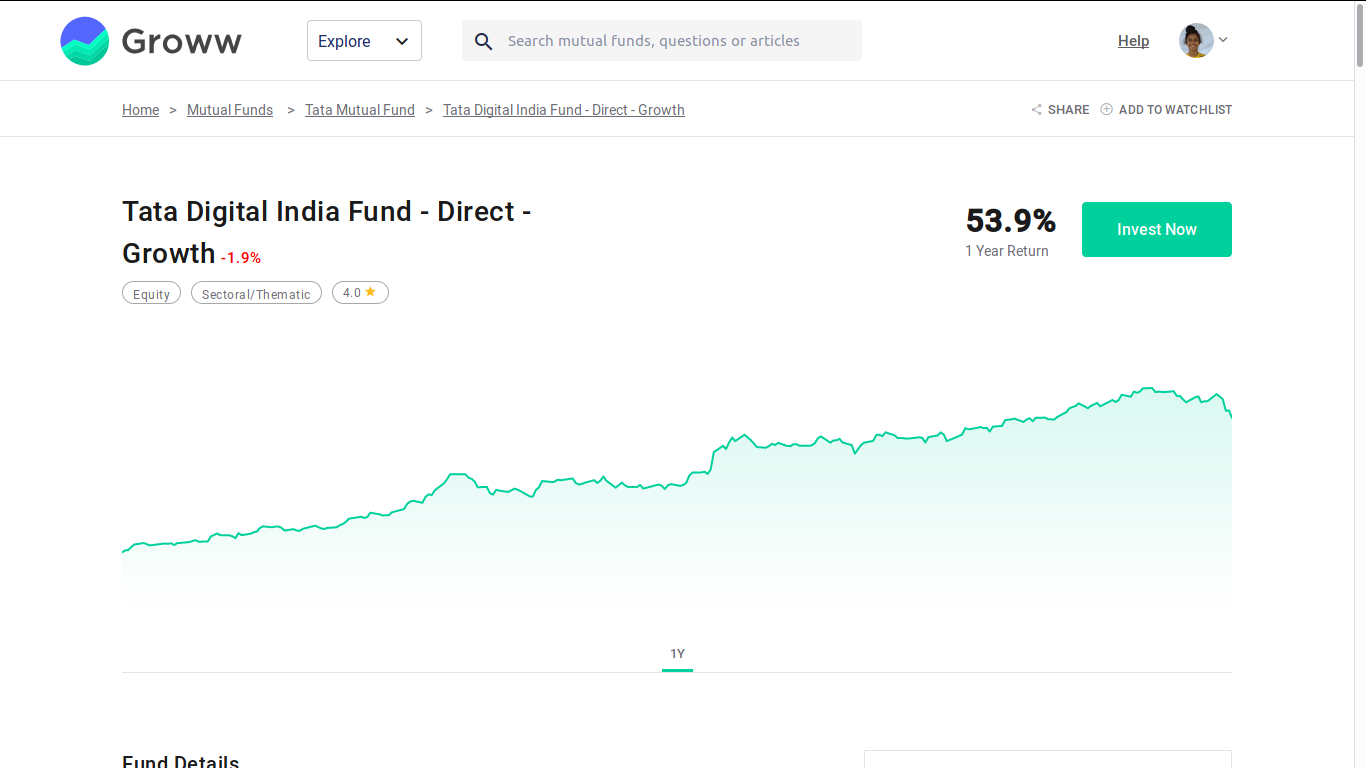 Groww
Explore
Search mutual funds, questions or articles
Help
Home > Mutual Funds > Tata Mutual Fund > Tata Digital India Fund - Direct - Growth
SHARE ADD TO WATCHLIST
Tata Digital India Fund - Direct -
Growth -1.9%
Equity Sectoral/Thematic 4.0
53.9%
1 Year Return
Invest Now
1Y
Fund Details